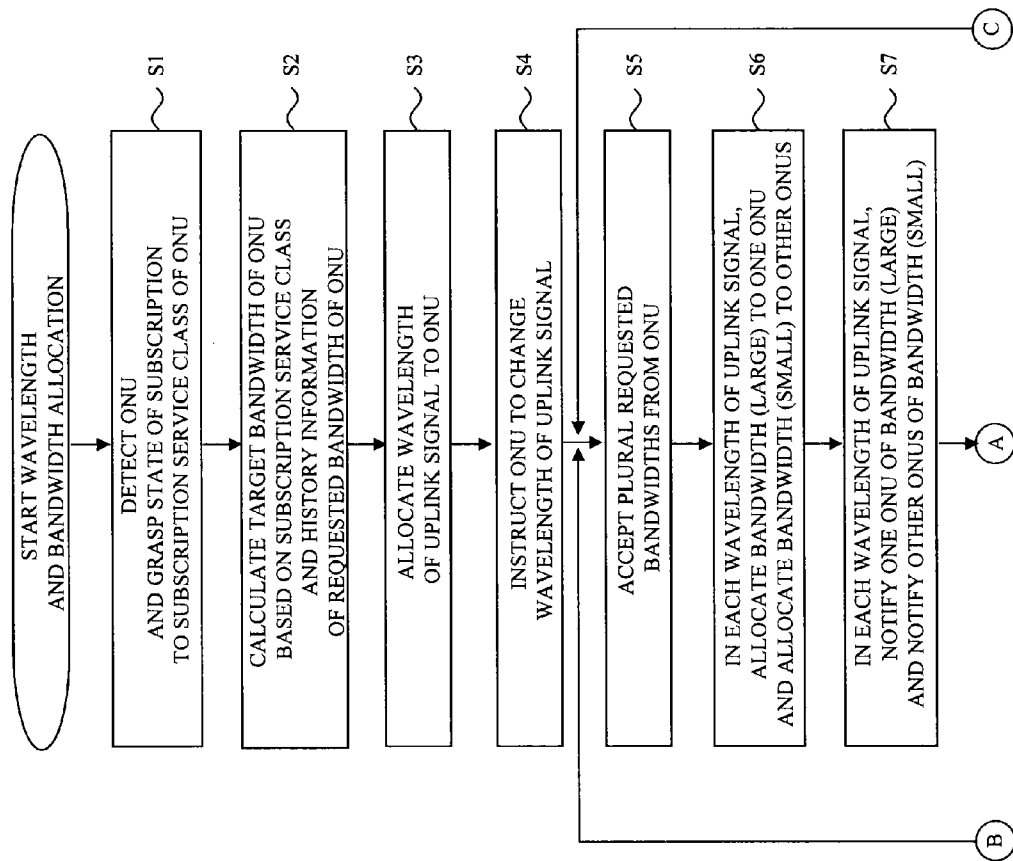 START WAVELENGTH
AND BANDWIDTH ALLOCATION
DETECT ONU
AND GRASP STATE OF SUBSCRIPTION
TO SUBSCRIPTION SERVICE CLASS OF ONU
S1
CALCULATE TARGET BANDWIDTH OF ONU
BASED ON SUBSCRIPTION SERVICE CLASS
AND HISTORY INFORMATION
OF REQUESTED BANDWIDTH OF ONU
S2
ALLOCATE WAVELENGTH
OF UPLINK SIGNAL TO ONU
S3
INSTRUCT ONU TO CHANGE
WAVELENGTH OF UPLINK SIGNAL
S4
ACCEPT PLURAL REQUESTED
BANDWIDTHS FROM ONU
S5
IN EACH WAVELENGTH OF UPLINK SIGNAL,
ALLOCATE BANDWIDTH (LARGE) TO ONE ONU
AND ALLOCATE BANDWIDTH (SMALL) TO OTHER ONUS
S6
IN EACH WAVELENGTH OF UPLINK SIGNAL,
NOTIFY ONE ONU OF BANDWIDTH (LARGE)
AND NOTIFY OTHER ONUS OF BANDWIDTH (SMALL)
S7
B
A
C